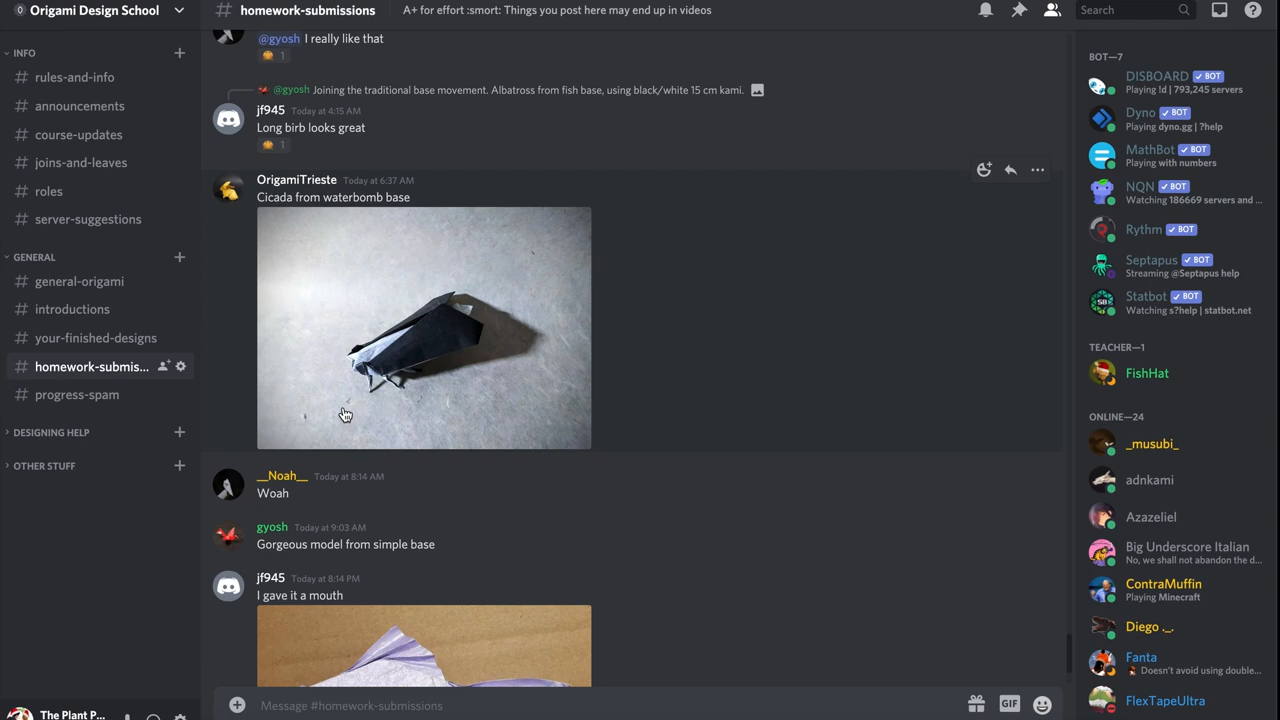 Origami Design School
homework-submissions
A+ for effort :smort: Things you post here may end up in videos
Search
INFO
rules-and-info
announcements
course-updates
joins-and-leaves
roles
server-suggestions
GENERAL
general-origami
introductions
your-finished-designs
homework-submis...
progress-spam
DESIGNING HELP
OTHER STUFF
The Plant P...
@gyosh I really like that
1
@gyosh Joining the traditional base movement. Albatross from fish base, using black/white 15 cm kami.
jf945 Today at 4:15 AM
Long birb looks great
1
OrigamiTrieste Today at 6:37 AM
Cicada from waterbomb base
__Noah__ Today at 8:14 AM
Woah
gyosh Today at 9:03 AM
Gorgeous model from simple base
jf945 Today at 8:14 PM
I gave it a mouth
Message #homework-submissions
GIF
BOT—7
DISBOARD ✓ BOT
Playing !d | 793,245 servers
Dyno ✓ BOT
Playing dyno.gg | ?help
MathBot ✓ BOT
Playing with numbers
NQN ✓ BOT
Watching 186669 servers and ...
Rythm ✓ BOT
Septapus ✓ BOT
Streaming @Septapus help
Statbot ✓ BOT
Playing s?help | statbot.net
TEACHER—1
FishHat
ONLINE—24
_musubi_
adnkami
Azazeliel
Big Underscore Italian
No, we shall not abandon the d...
ContraMuffin
Playing Minecraft
Diego ._.
Fanta
Doesn't avoid using double...
FlexTapeUltra